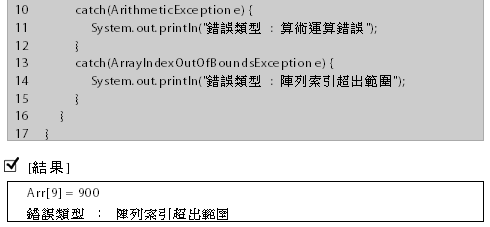 10 catch(ArithmeticException e) {
11 System.out.println("錯誤類型 : 算術運算錯誤");
12 }
13 catch(ArrayIndexOutOfBoundsException e) {
14 System.out.println("錯誤類型 : 陣列索引超出範圍");
15 }
16 }
17 }
[結果]
Arr[9] = 900
錯誤類型 : 陣列索引超出範圍